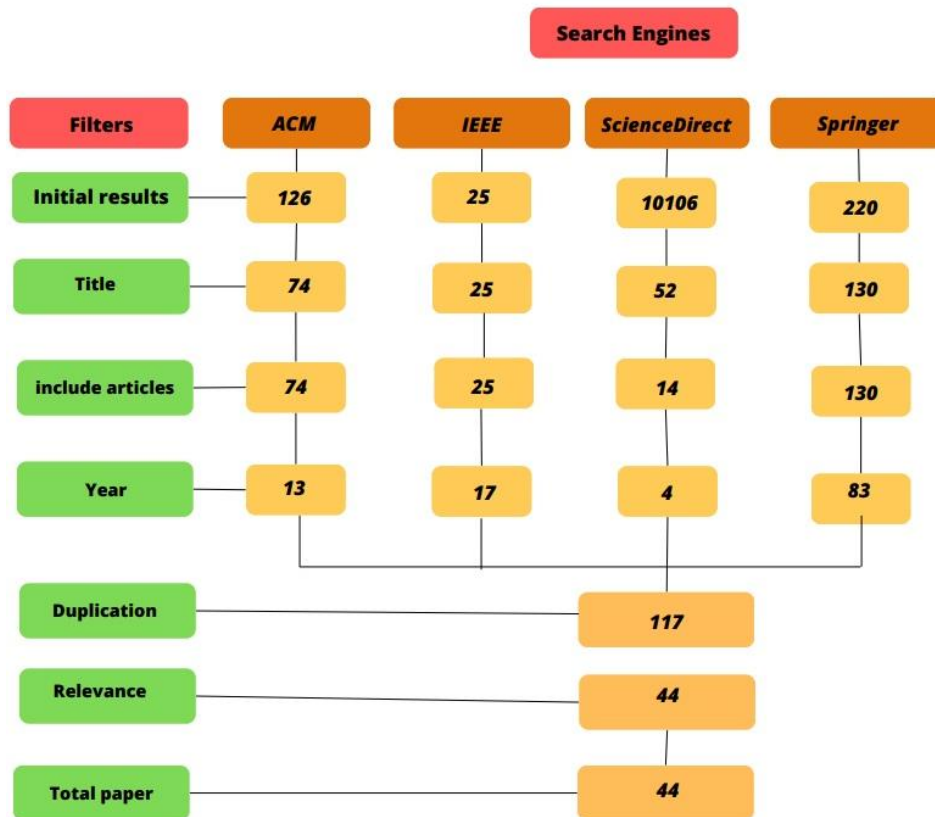 Search Engines
Filters
ACM
IEEE
ScienceDirect
Springer
Initial results
126
25
10106
220
Title
74
25
52
130
include articles
74
25
14
130
Year
13
17
4
83
Duplication
117
Relevance
44
Total paper
44